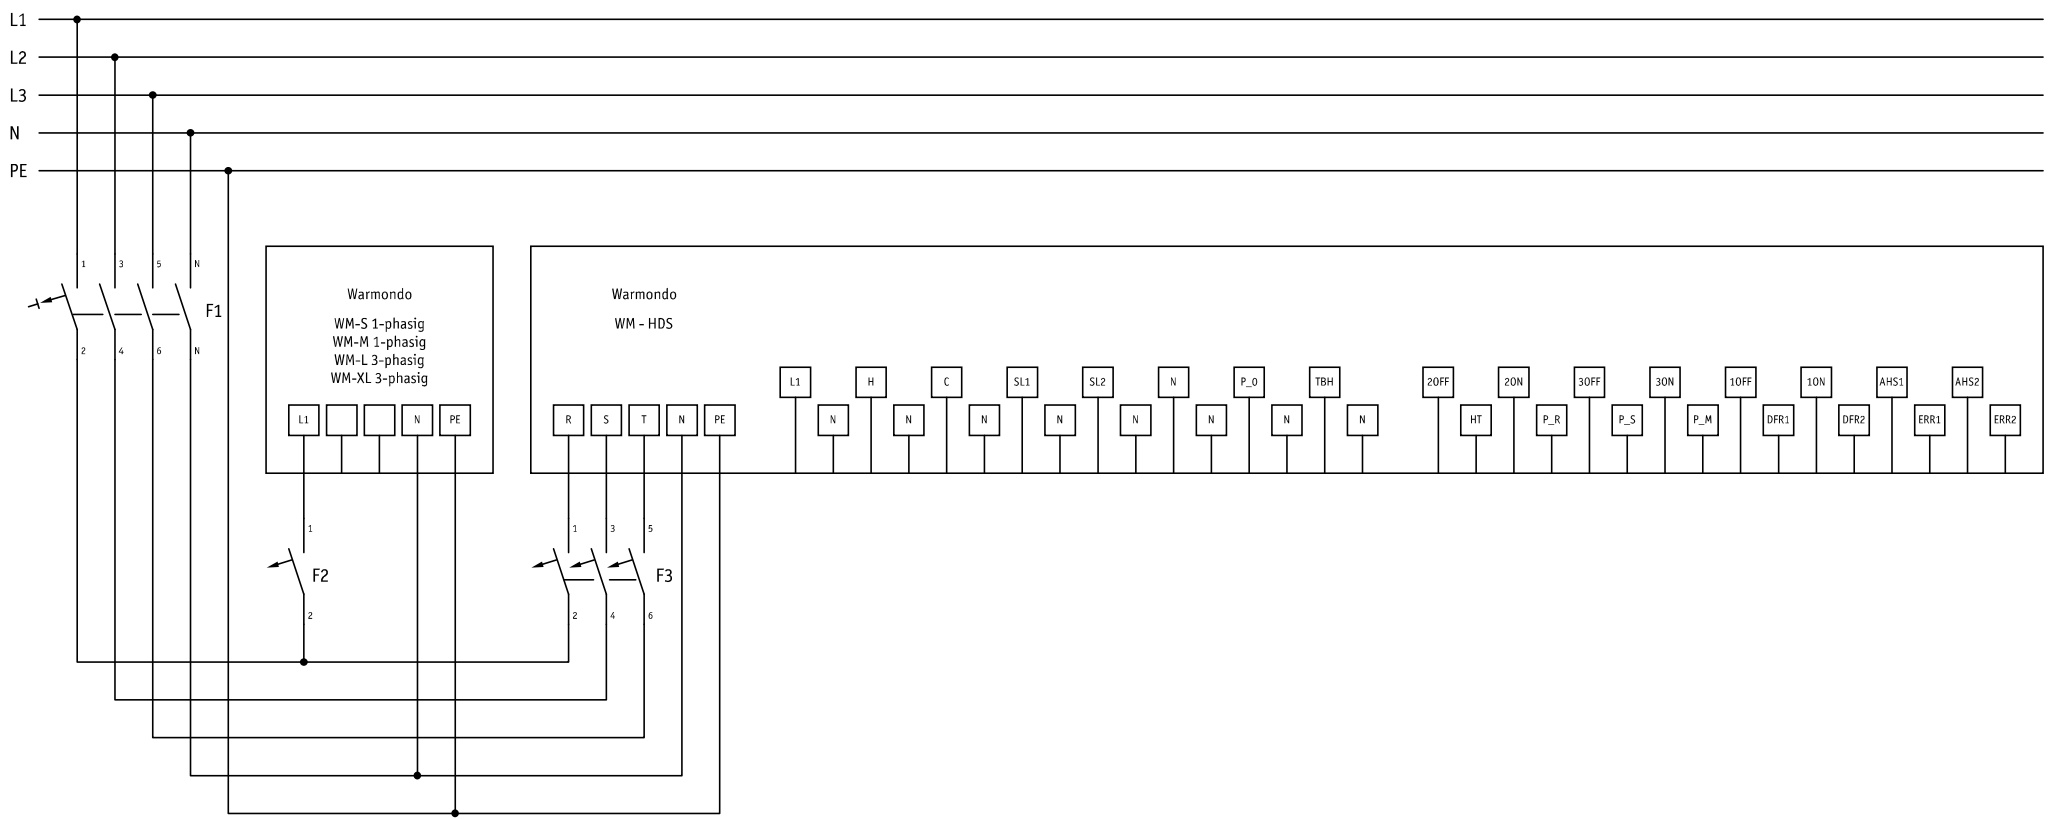 L1
L2
L3
N
PE
1 3 5 N
F1
2 4 6 N
Warmondo
WM-S 1-phasig
WM-M 1-phasig
WM-L 3-phasig
WM-XL 3-phasig
L1 N PE
Warmondo
WM - HDS
R S T N PE
L1 H C SL1 SL2 N P_0 TBH 2OFF 2ON 3OFF 3ON 1OFF 1ON AHS1 AHS2
N N N N N N N N HT P_R P_S P_M DFR1 DFR2 ERR1 ERR2
1
F2
2
1 3 5
F3
2 4 6